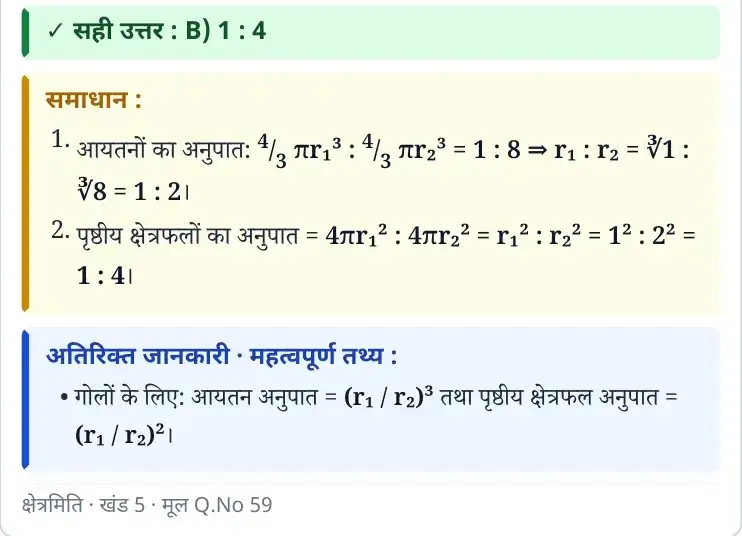 ✓ सही उत्तर : B) 1 : 4
समाधान :
1. आयतनों का अनुपात: ⁴/₃ πr₁³ : ⁴/₃ πr₂³ = 1 : 8 ⇒ r₁ : r₂ = ∛1 :
∛8 = 1 : 2।
2. पृष्ठीय क्षेत्रफलों का अनुपात = 4πr₁² : 4πr₂² = r₁² : r₂² = 1² : 2² =
1 : 4।
अतिरिक्त जानकारी · महत्वपूर्ण तथ्य :
• गोलों के लिए: आयतन अनुपात = (r₁ / r₂)³ तथा पृष्ठीय क्षेत्रफल अनुपात =
(r₁ / r₂)²।
क्षेत्रमिति · खंड 5 · मूल Q.No 59